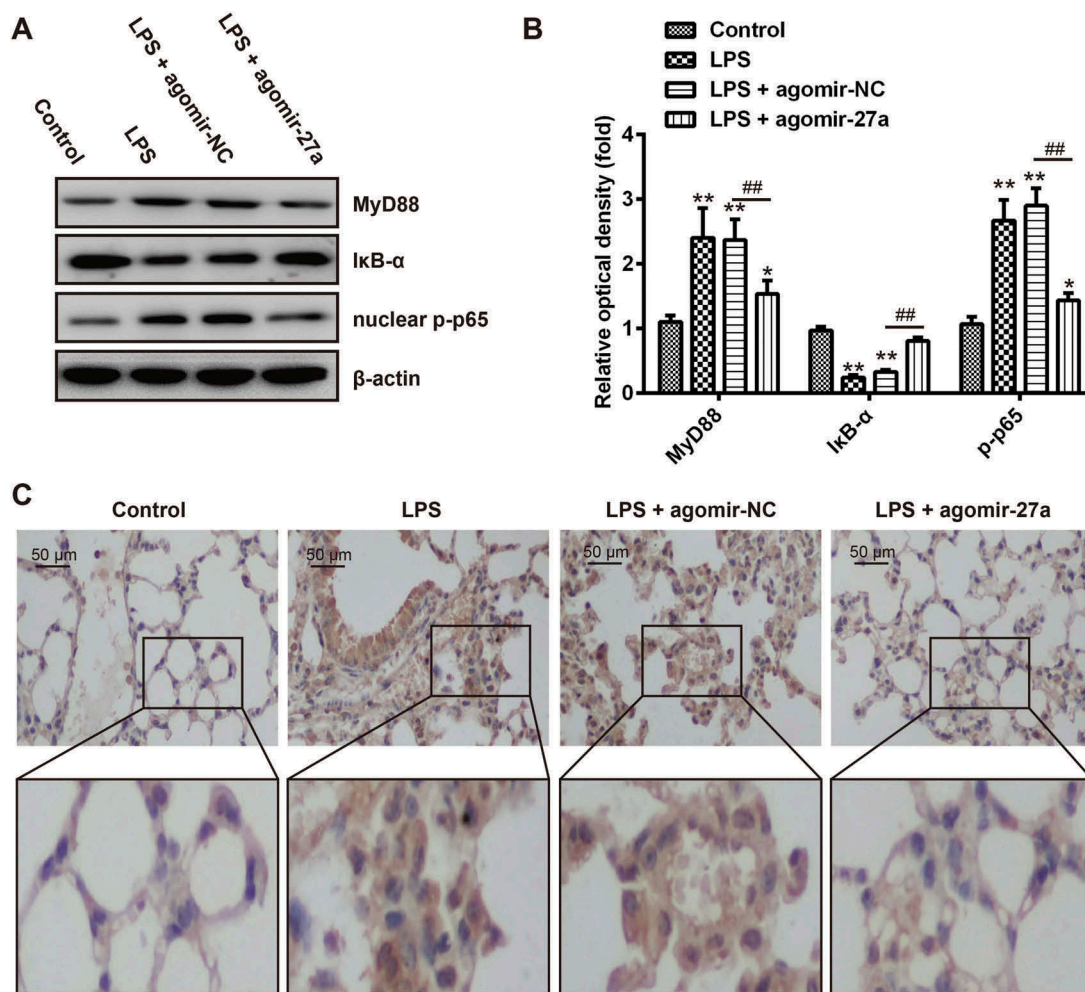 A
Control
LPS
LPS + agomir-NC
LPS + agomir-27a
MyD88
IκB-α
nuclear p-p65
β-actin
B
Control
LPS
LPS + agomir-NC
LPS + agomir-27a
Relative optical density (fold)
4
3
2
1
0
** ** ## *
** ** ##
** ** ## *
MyD88
IκB-α
p-p65
C
Control
LPS
LPS + agomir-NC
LPS + agomir-27a
50 μm
50 μm
50 μm
50 μm